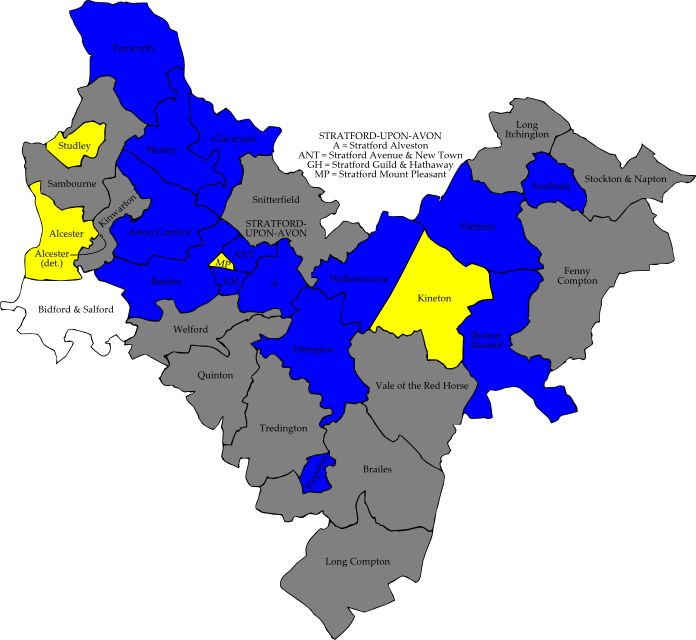 Tanworth
Long
Itchington
STRATFORD-UPON-AVON
A = Stratford Alveston
ANT = Stratford Avenue & New Town
GH = Stratford Guild & Hathaway
MP = Stratford Mount Pleasant
Claverdon
Studley
Henley
Stockton & Napton
Southam
Sambourne
Snitterfield
Kinwarton
STRATFORD-
UPON-AVON
Harbury
Aston Cantlow
Alcester
Alcester
(det.)
ANT
MP
Fenny
Compton
Bardon
GH
A
Wellesbourne
Kineton
Bidford & Salford
Welford
Burton
Dassett
Ettington
Quinton
Vale of the Red Horse
Tredington
Brailes
Shipston
Long Compton